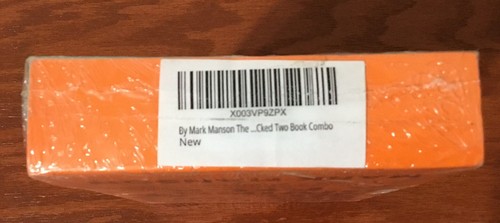 X003VP9ZPX
By Mark Manson The ...Cked Two Book Combo
New